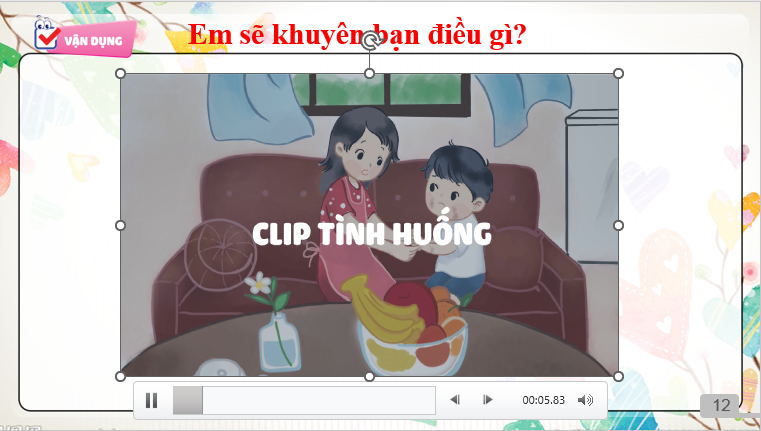 Em sẽ khuyên bạn điều gì?
VẬN DỤNG
CLIP TÌNH HUỐNG
00:05.83
12